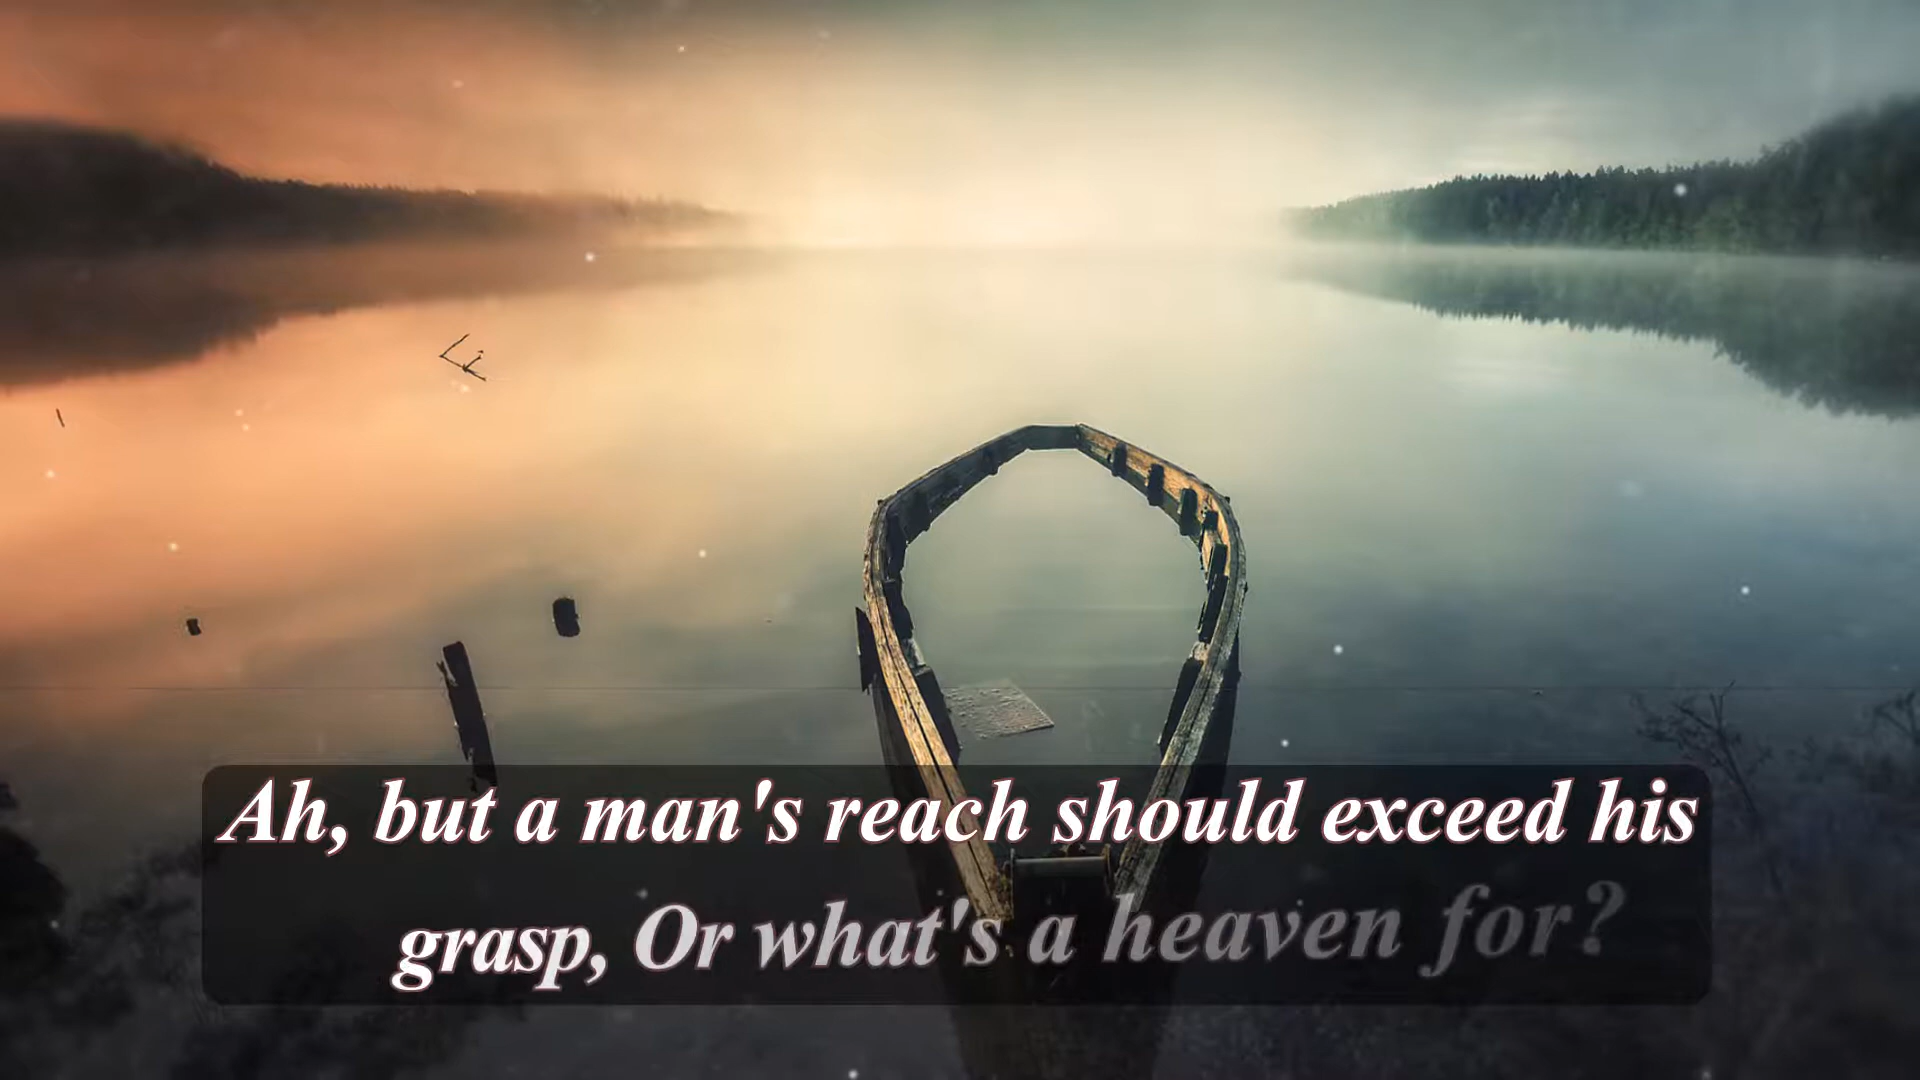 Ah, but a man's reach should exceed his
grasp, Or what's a heaven for?